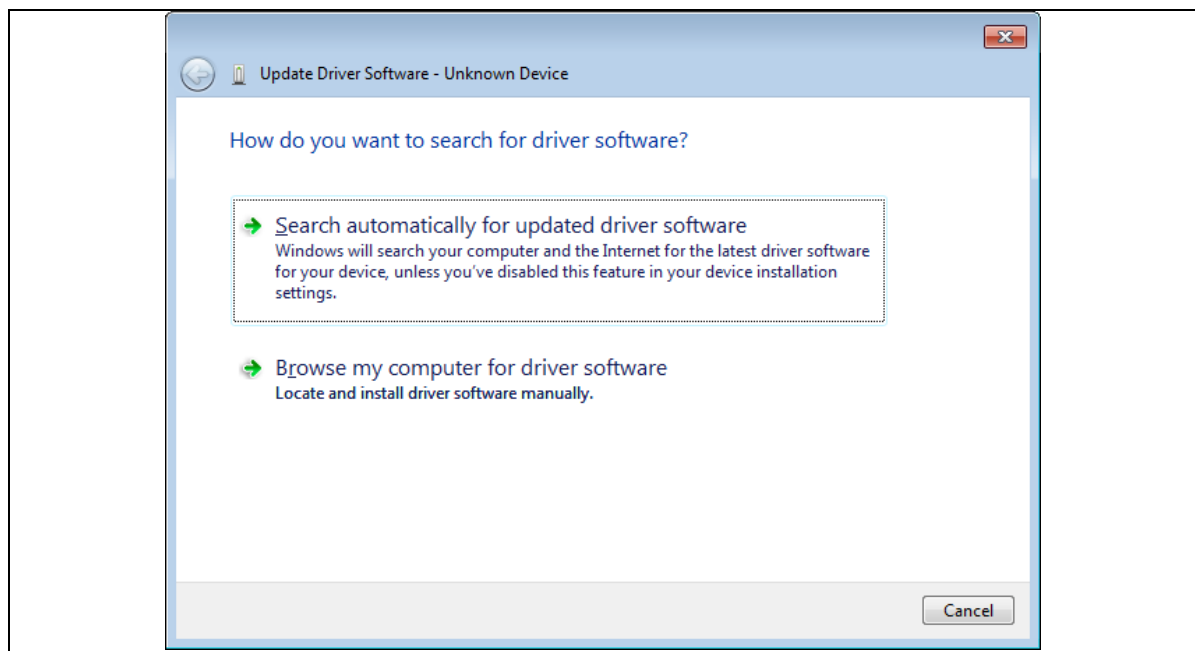 Update Driver Software - Unknown Device
How do you want to search for driver software?
Search automatically for updated driver software
Windows will search your computer and the Internet for the latest driver software
for your device, unless you've disabled this feature in your device installation
settings.
Browse my computer for driver software
Locate and install driver software manually.
Cancel